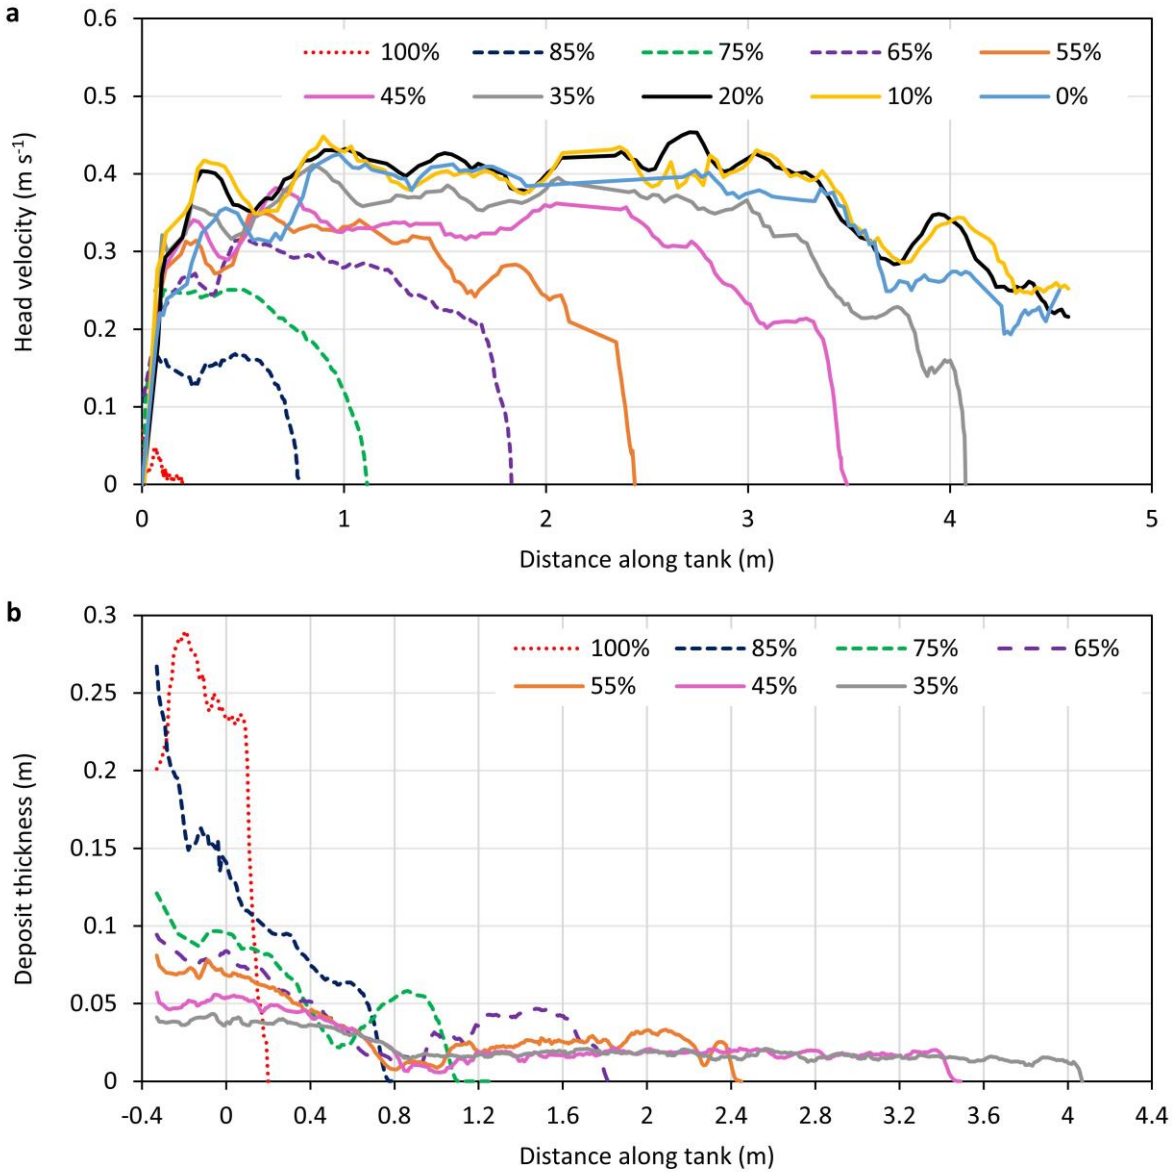 a
0.6
0.5
0.4
0.3
0.2
0.1
0
Head velocity (m s⁻¹)
100% 85% 75% 65% 55%
45% 35% 20% 10% 0%
0 1 2 3 4 5
Distance along tank (m)
b
0.3
0.25
0.2
0.15
0.1
0.05
0
Deposit thickness (m)
100% 85% 75% 65%
55% 45% 35%
-0.4 0 0.4 0.8 1.2 1.6 2 2.4 2.8 3.2 3.6 4 4.4
Distance along tank (m)